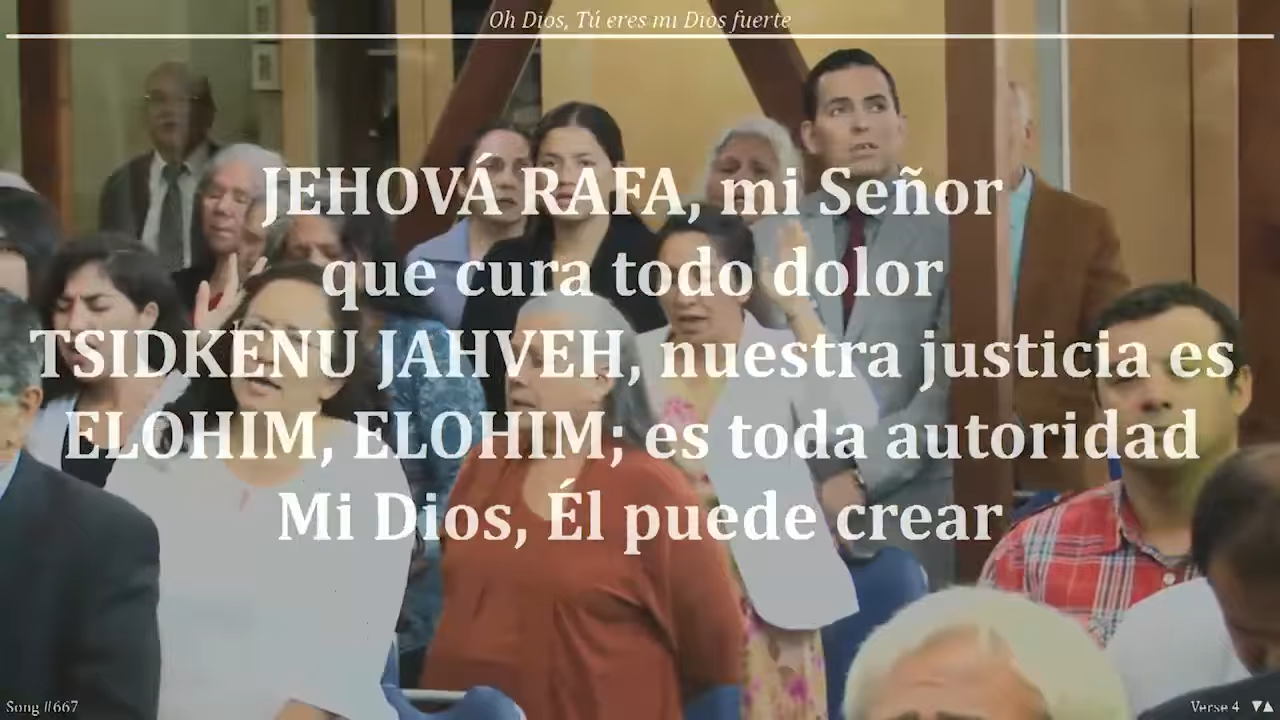 Oh Dios, Tú eres mi Dios fuerte
JEHOVÁ RAFA, mi Señor
que cura todo dolor
TSIDKENU JAHVEH, nuestra justicia es
ELOHIM, ELOHIM; es toda autoridad
Mi Dios, Él puede crear
Song #667
Verse 4 ▼▲